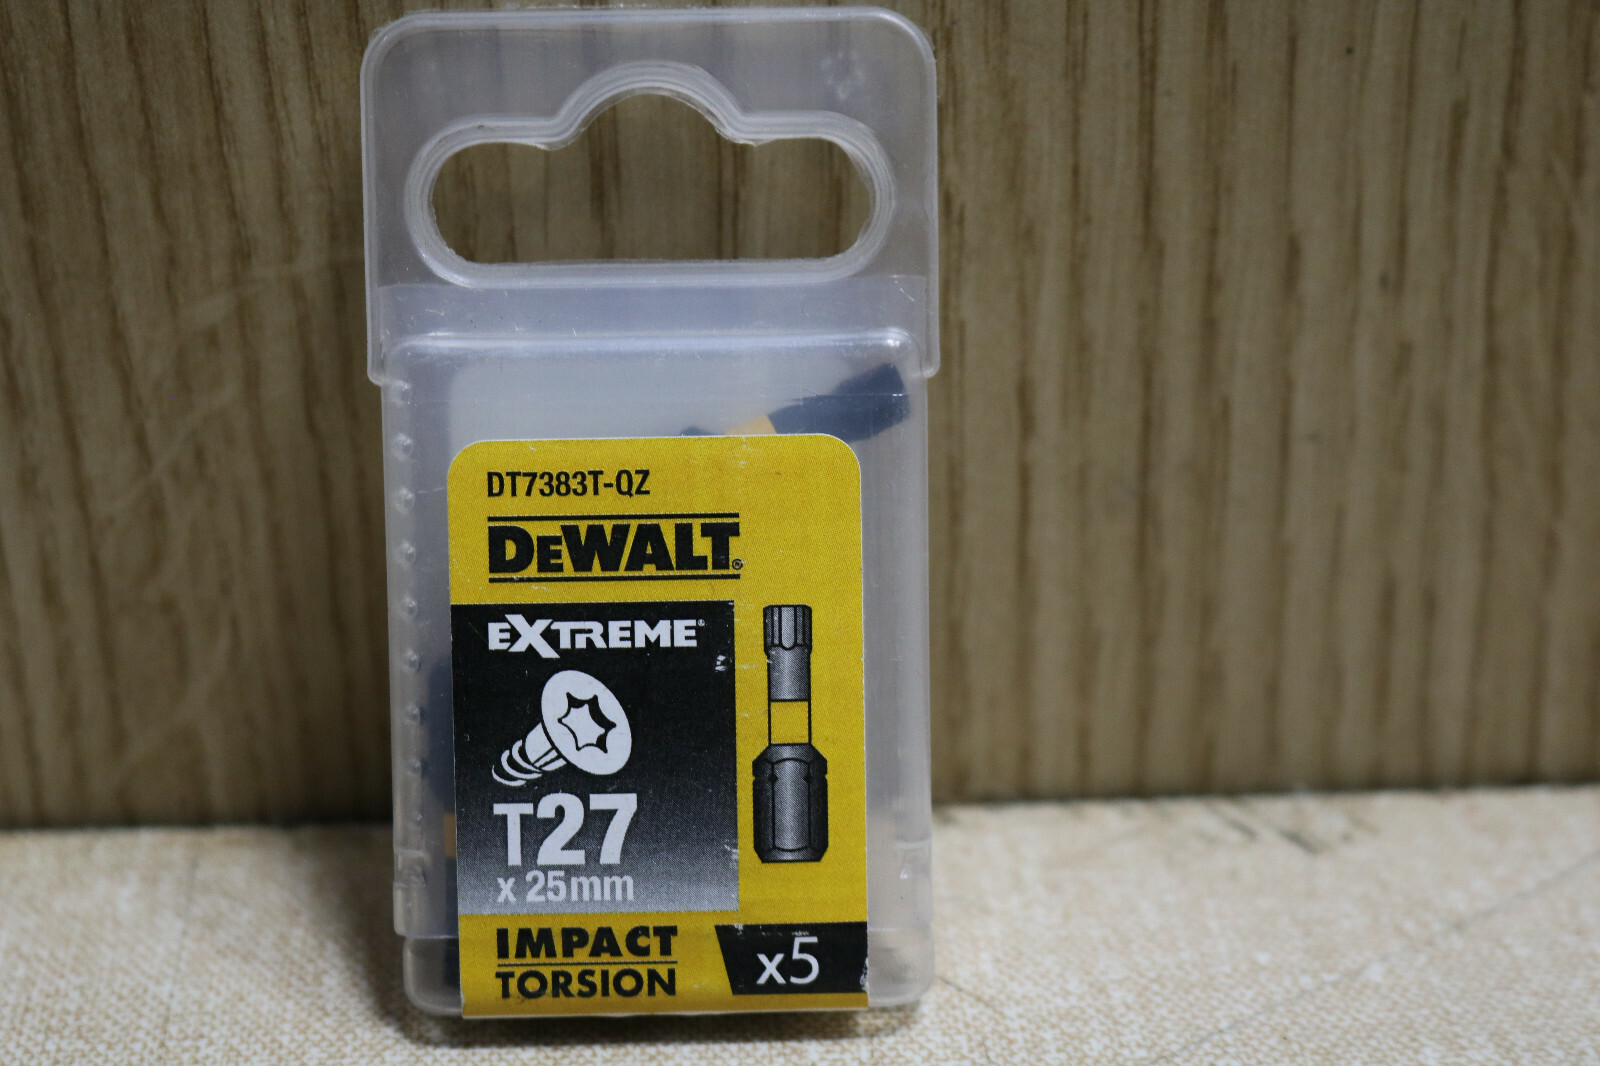 DT7383T-QZ
DEWALT®
EXTREME®
T27
x 25mm
IMPACT
TORSION
x5